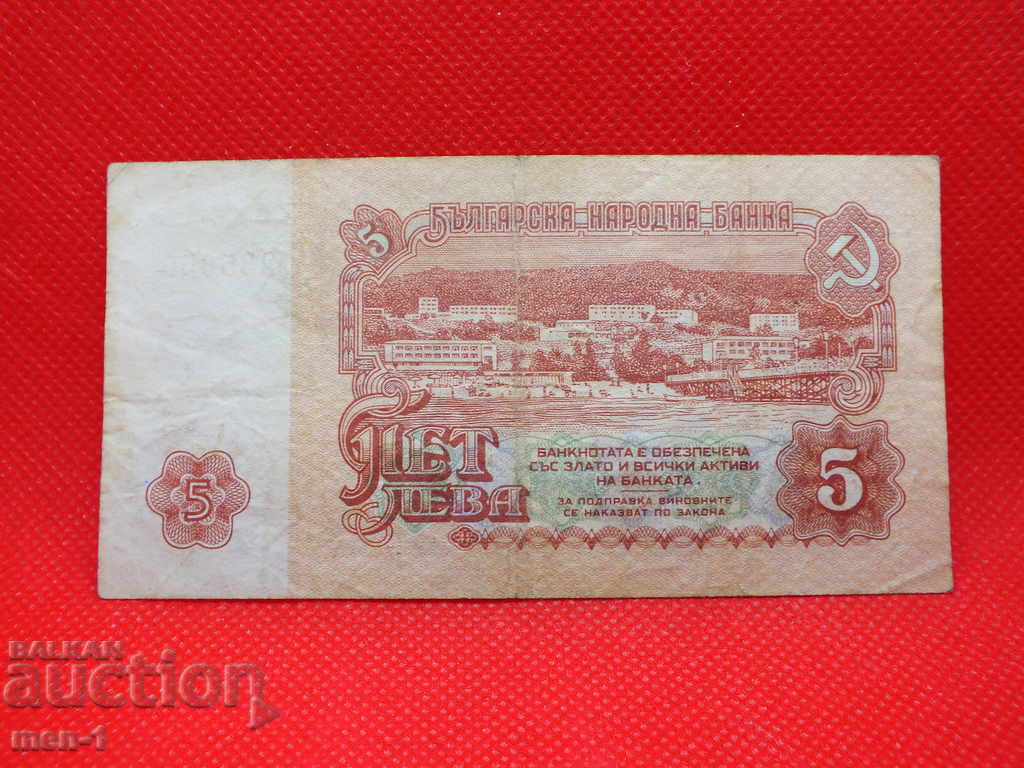 5
БЪЛГАРСКА НАРОДНА БАНКА
ПЕТ
ЛЕВА
БАНКНОТАТА Е ОБЕЗПЕЧЕНА
СЪС ЗЛАТО И ВСИЧКИ АКТИВИ
НА БАНКАТА.
ЗА ПОДПРАВКА ВИНОВНИТЕ
СЕ НАКАЗВАТ ПО ЗАКОНА
5
5
BALKAN
auction
men-1